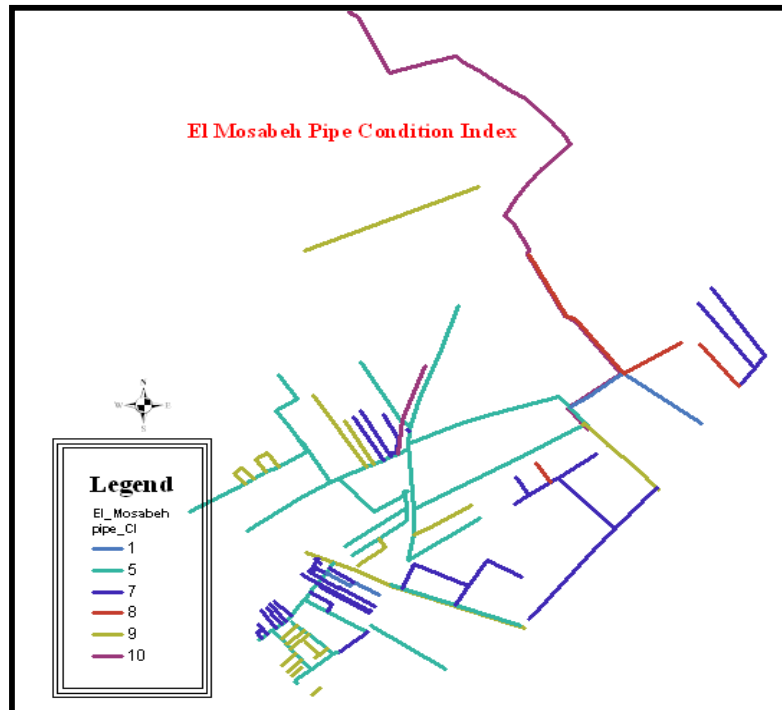 El Mosabeh Pipe Condition Index
N
W E
S
Legend
El_Mosabeh
pipe_CI
1
5
7
8
9
10